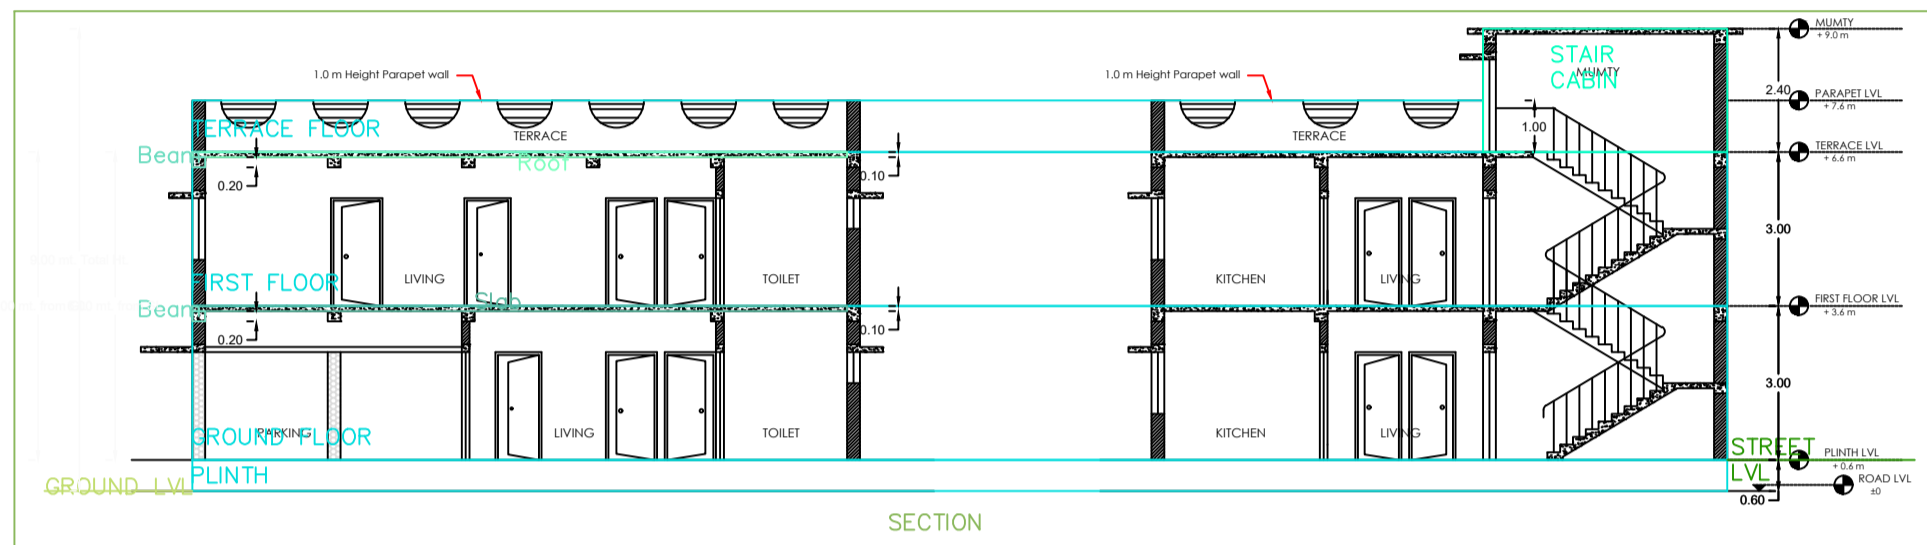 MUMTY
+ 9.0 m
STAIR
CABIN
MUMTY
1.0 m Height Parapet wall
1.0 m Height Parapet wall
2.40
PARAPET LVL
+ 7.6 m
TERRACE FLOOR
TERRACE
TERRACE
1.00
Beam
Roof
TERRACE LVL
+ 6.6 m
0.20
0.10
3.00
FIRST FLOOR
LIVING
TOILET
KITCHEN
LIVING
Beam
Slab
FIRST FLOOR LVL
+ 3.6 m
0.20
0.10
3.00
GROUND FLOOR
PARKING
LIVING
TOILET
KITCHEN
LIVING
STREET
LVL
PLINTH LVL
+ 0.6 m
PLINTH
GROUND LVL
ROAD LVL
±0
0.60
SECTION